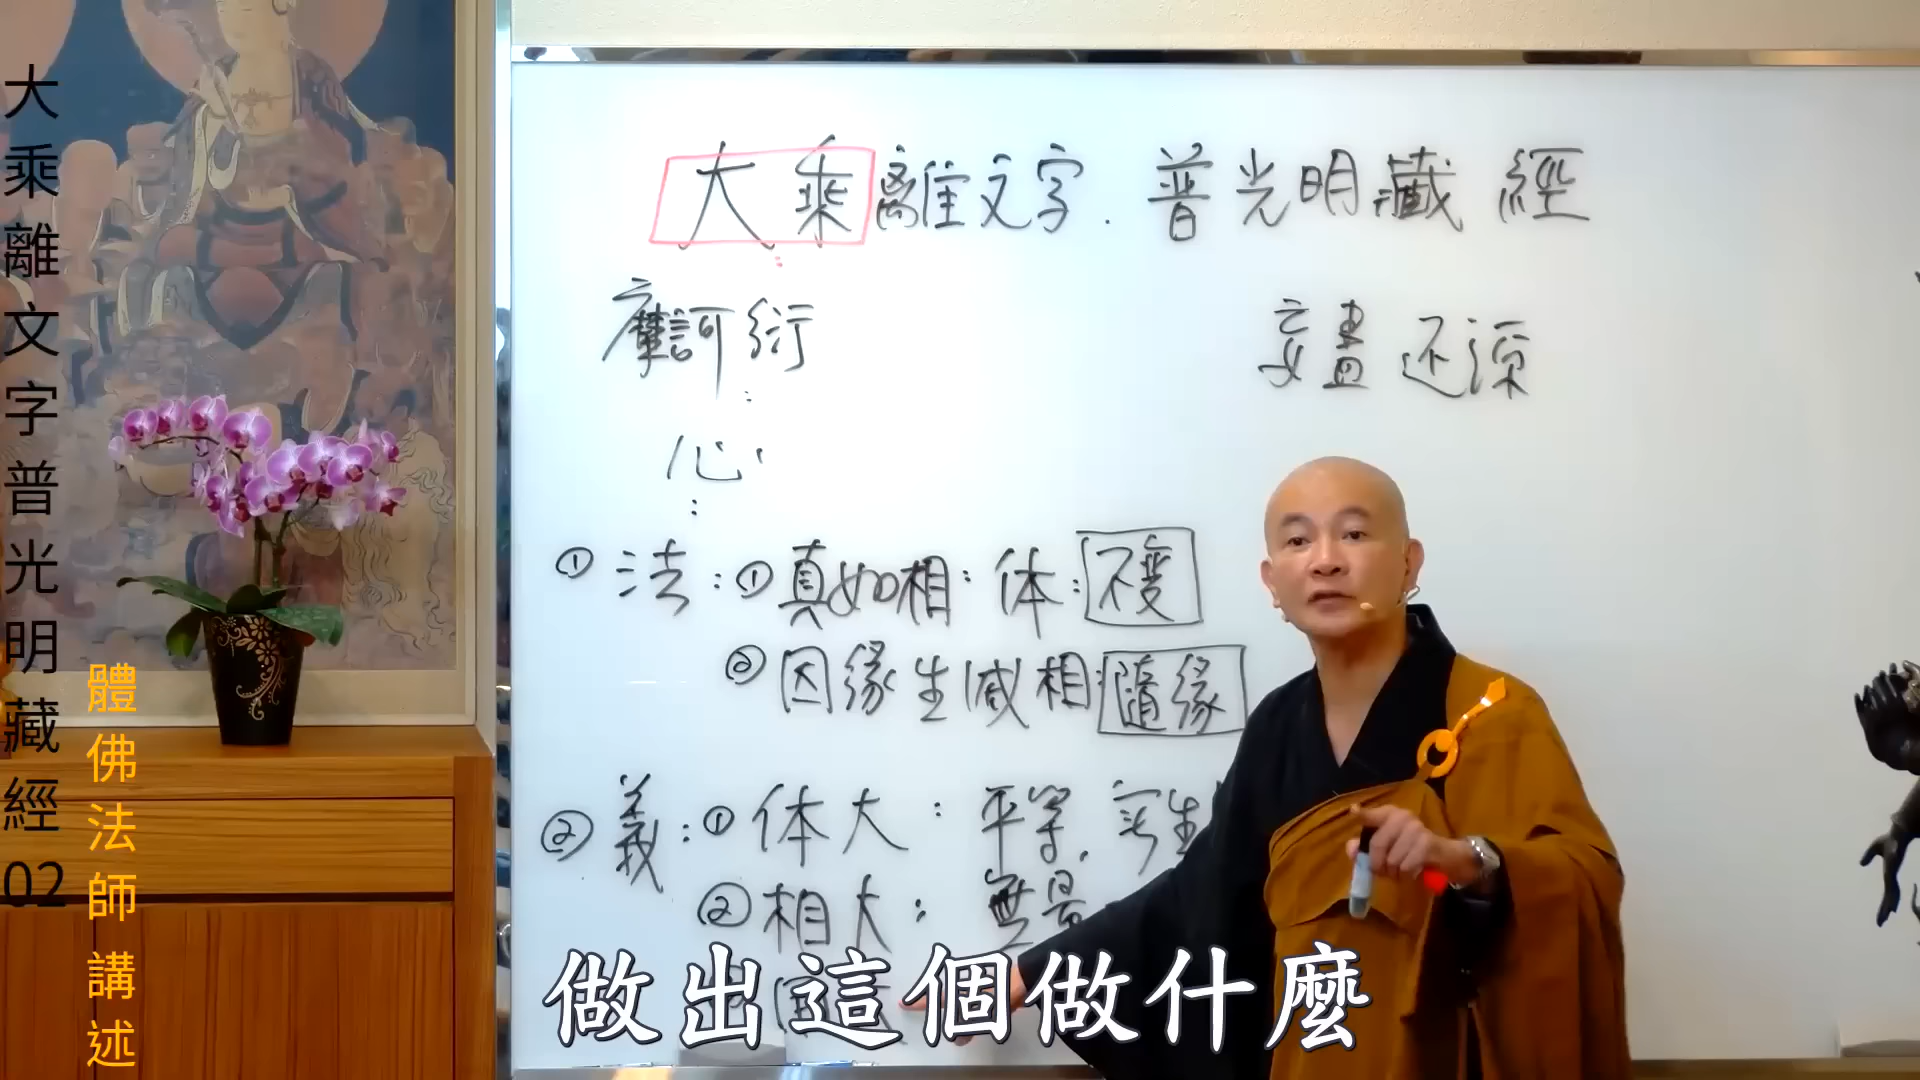 大乘離文字普光明藏經02
體佛法師講述
大乘離文字.普光明藏經
摩訶衍
妄盡还源
心
①法:①真如相:体:不變
②因緣生滅相:隨緣
②義:①体大:平等.
②相大:無量
做出這個做什麼